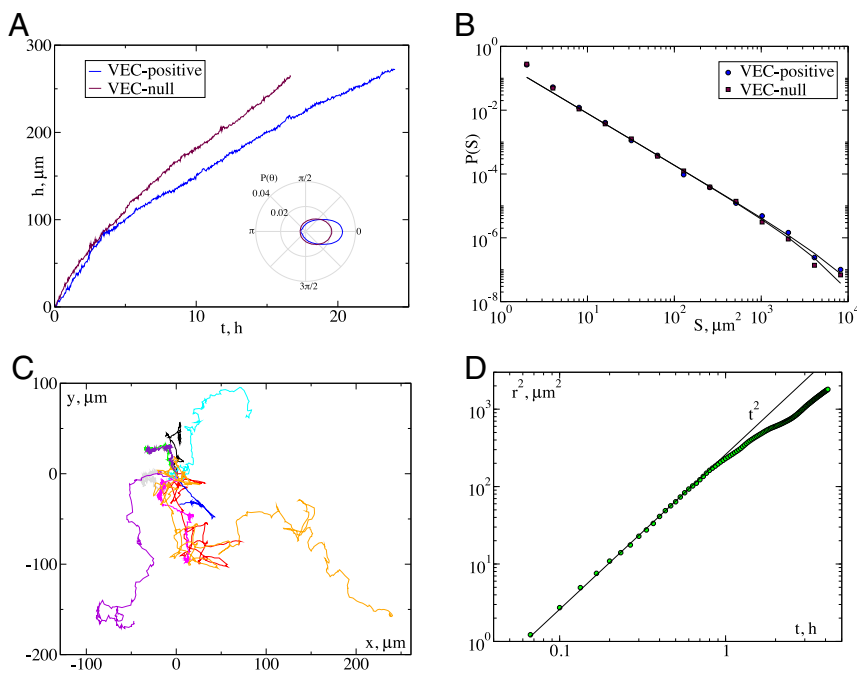 A
300
200
100
0
h, μm
VEC-positive
VEC-null
P(θ)
0.04
0.02
π/2
π
0
3π/2
0
10
20
t, h
B
10^0
10^-2
10^-4
10^-6
10^-8
P(S)
VEC-positive
VEC-null
10^0
10^1
10^2
10^3
10^4
S, μm^2
C
100
0
-100
-200
y, μm
x, μm
-100
0
100
200
D
r^2, μm^2
t^2
10^3
10^2
10^1
10^0
t, h
0.1
1